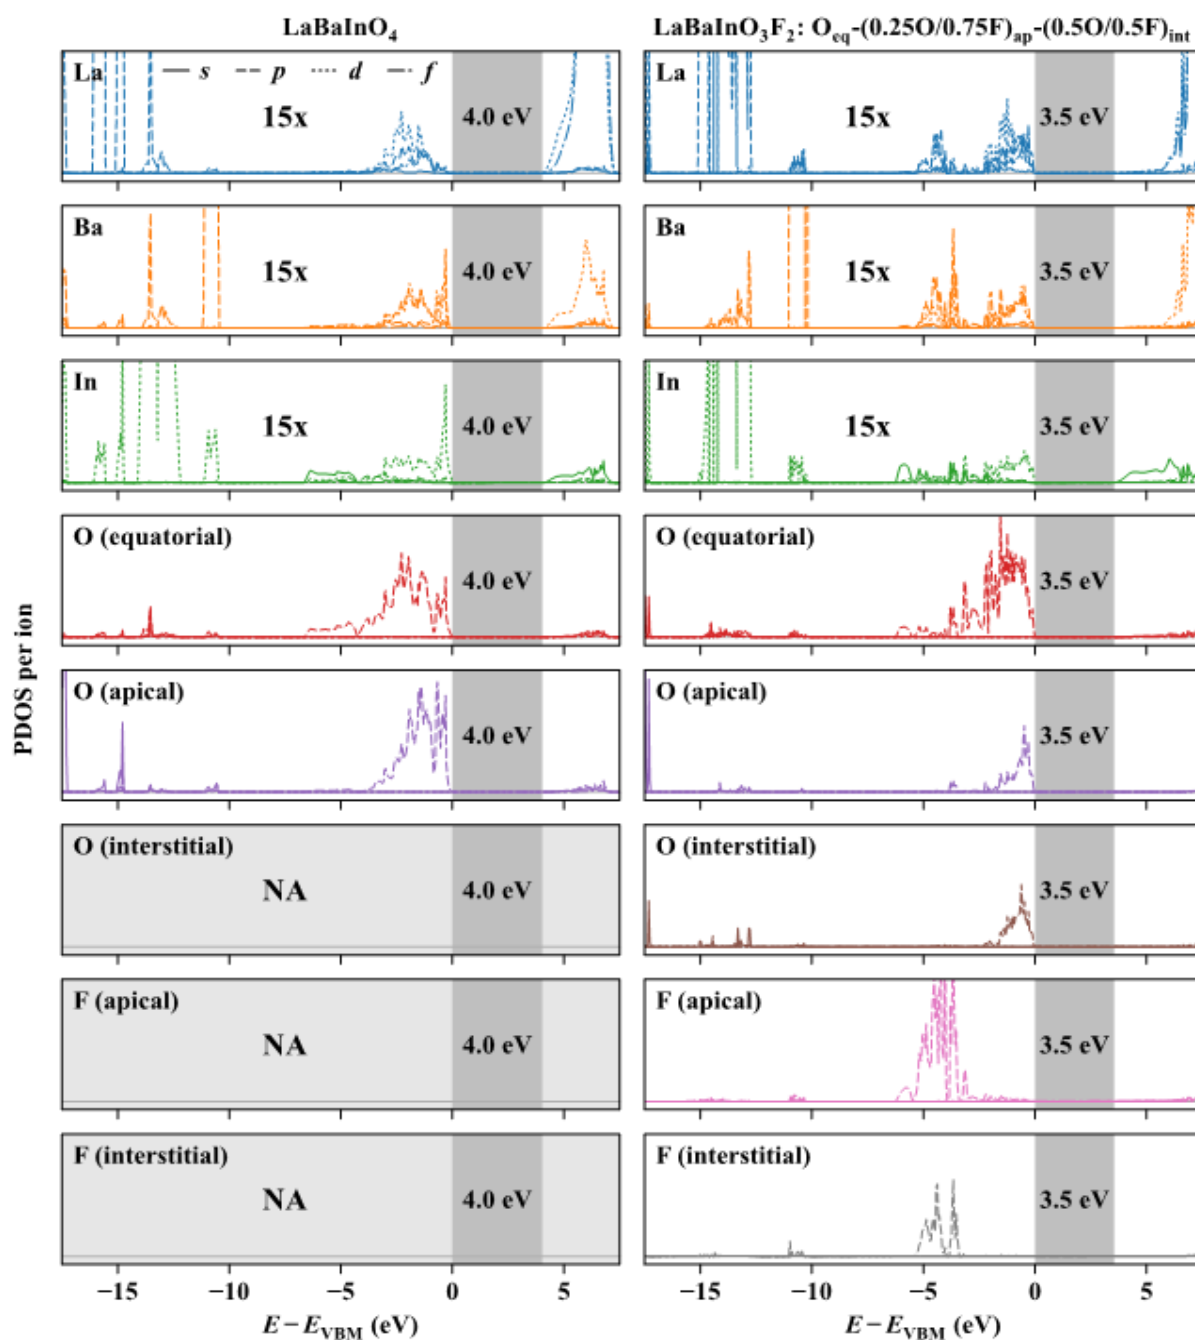 LaBaInO₄
LaBaInO₃F₂: O_eq-(0.25O/0.75F)_ap-(0.5O/0.5F)_int
La s p d f
15x
4.0 eV
La
15x
3.5 eV
Ba
15x
4.0 eV
Ba
15x
3.5 eV
In
15x
4.0 eV
In
15x
3.5 eV
O (equatorial)
4.0 eV
O (equatorial)
3.5 eV
PDOS per ion
O (apical)
4.0 eV
O (apical)
3.5 eV
O (interstitial)
NA
4.0 eV
O (interstitial)
3.5 eV
F (apical)
NA
4.0 eV
F (apical)
3.5 eV
F (interstitial)
NA
4.0 eV
F (interstitial)
3.5 eV
−15 −10 −5 0 5
−15 −10 −5 0 5
E−E_VBM (eV)
E−E_VBM (eV)